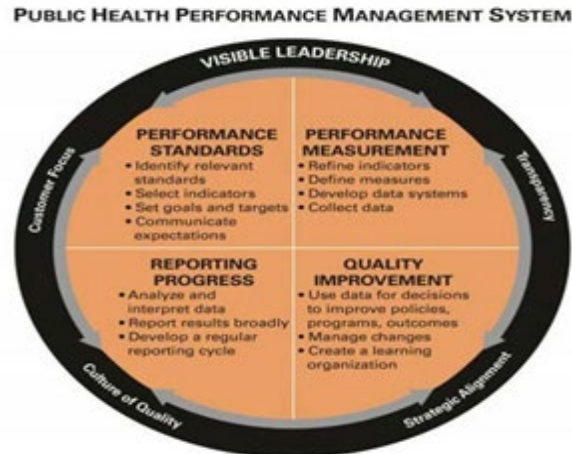 PUBLIC HEALTH PERFORMANCE MANAGEMENT SYSTEM
VISIBLE LEADERSHIP
Customer Focus
Transparency
PERFORMANCE
STANDARDS
• Identify relevant
standards
• Select indicators
• Set goals and targets
• Communicate
expectations
PERFORMANCE
MEASUREMENT
• Refine indicators
• Define measures
• Develop data systems
• Collect data
REPORTING
PROGRESS
• Analyze and
interpret data
• Report results broadly
• Develop a regular
reporting cycle
QUALITY
IMPROVEMENT
• Use data for decisions
to improve policies,
programs, outcomes
• Manage changes
• Create a learning
organization
Culture of Quality
Strategic Alignment